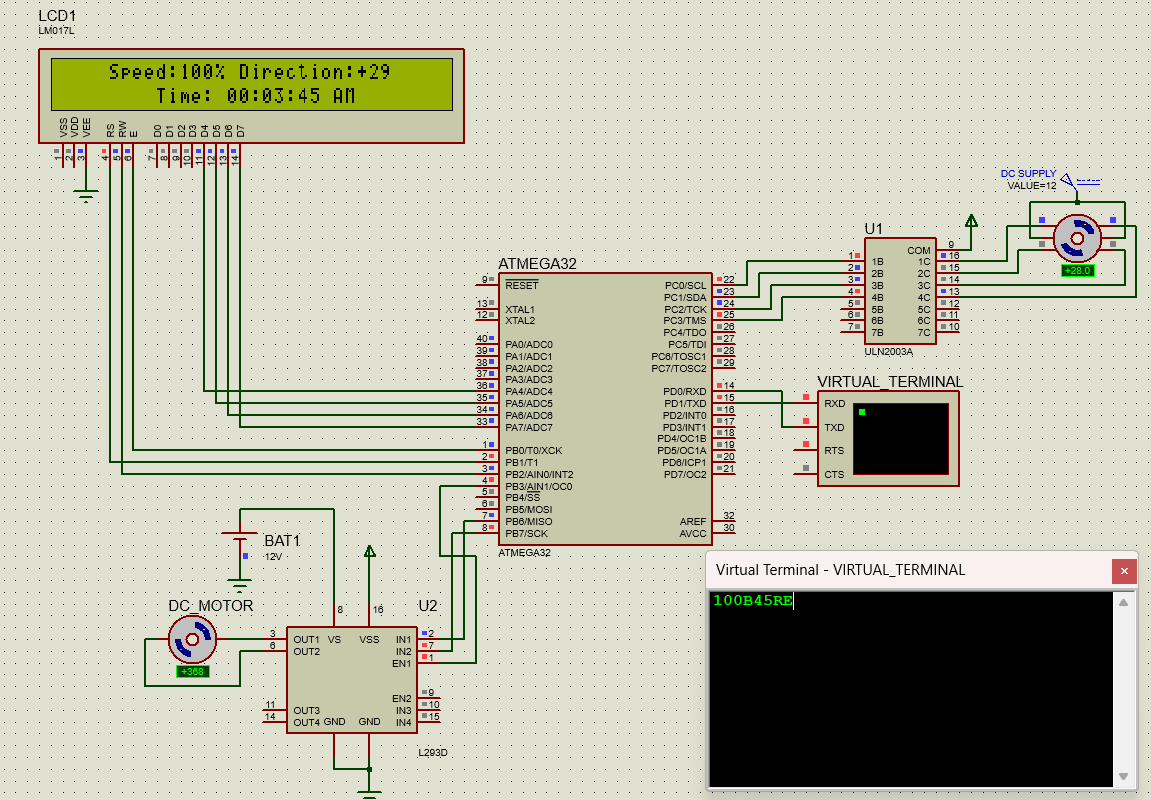 LCD1
LM017L
Speed:100% Direction:+29
Time: 00:03:45 AM
VSS VDD VEE RS RW E D0 D1 D2 D3 D4 D5 D6 D7
1 2 3 4 5 6 7 8 9 10 11 12 13 14
DC SUPPLY
VALUE=12
+28.0
U1
COM 9
1 1B 1C 16
2 2B 2C 15
3 3B 3C 14
4 4B 4C 13
5 5B 5C 12
6 6B 6C 11
7 7B 7C 10
ULN2003A
ATMEGA32
9 RESET PC0/SCL 22
PC1/SDA 23
13 XTAL1 PC2/TCK 24
12 XTAL2 PC3/TMS 25
PC4/TDO 26
40 PA0/ADC0 PC5/TDI 27
39 PA1/ADC1 PC6/TOSC1 28
38 PA2/ADC2 PC7/TOSC2 29
37 PA3/ADC3
36 PA4/ADC4 PD0/RXD 14
35 PA5/ADC5 PD1/TXD 15
34 PA6/ADC6 PD2/INT0 16
33 PA7/ADC7 PD3/INT1 17
PD4/OC1B 18
1 PB0/T0/XCK PD5/OC1A 19
2 PB1/T1 PD6/ICP1 20
3 PB2/AIN0/INT2 PD7/OC2 21
4 PB3/AIN1/OC0
5 PB4/SS
6 PB5/MOSI
7 PB6/MISO AREF 32
8 PB7/SCK AVCC 30
ATMEGA32
VIRTUAL_TERMINAL
RXD
TXD
RTS
CTS
BAT1
12V
DC_MOTOR
+368
U2
8 16
3 OUT1 VS VSS IN1 2
6 OUT2 IN2 7
EN1 1
EN2 9
11 OUT3 IN3 10
14 OUT4 GND GND IN4 15
L293D
Virtual Terminal - VIRTUAL_TERMINAL
100B45RE